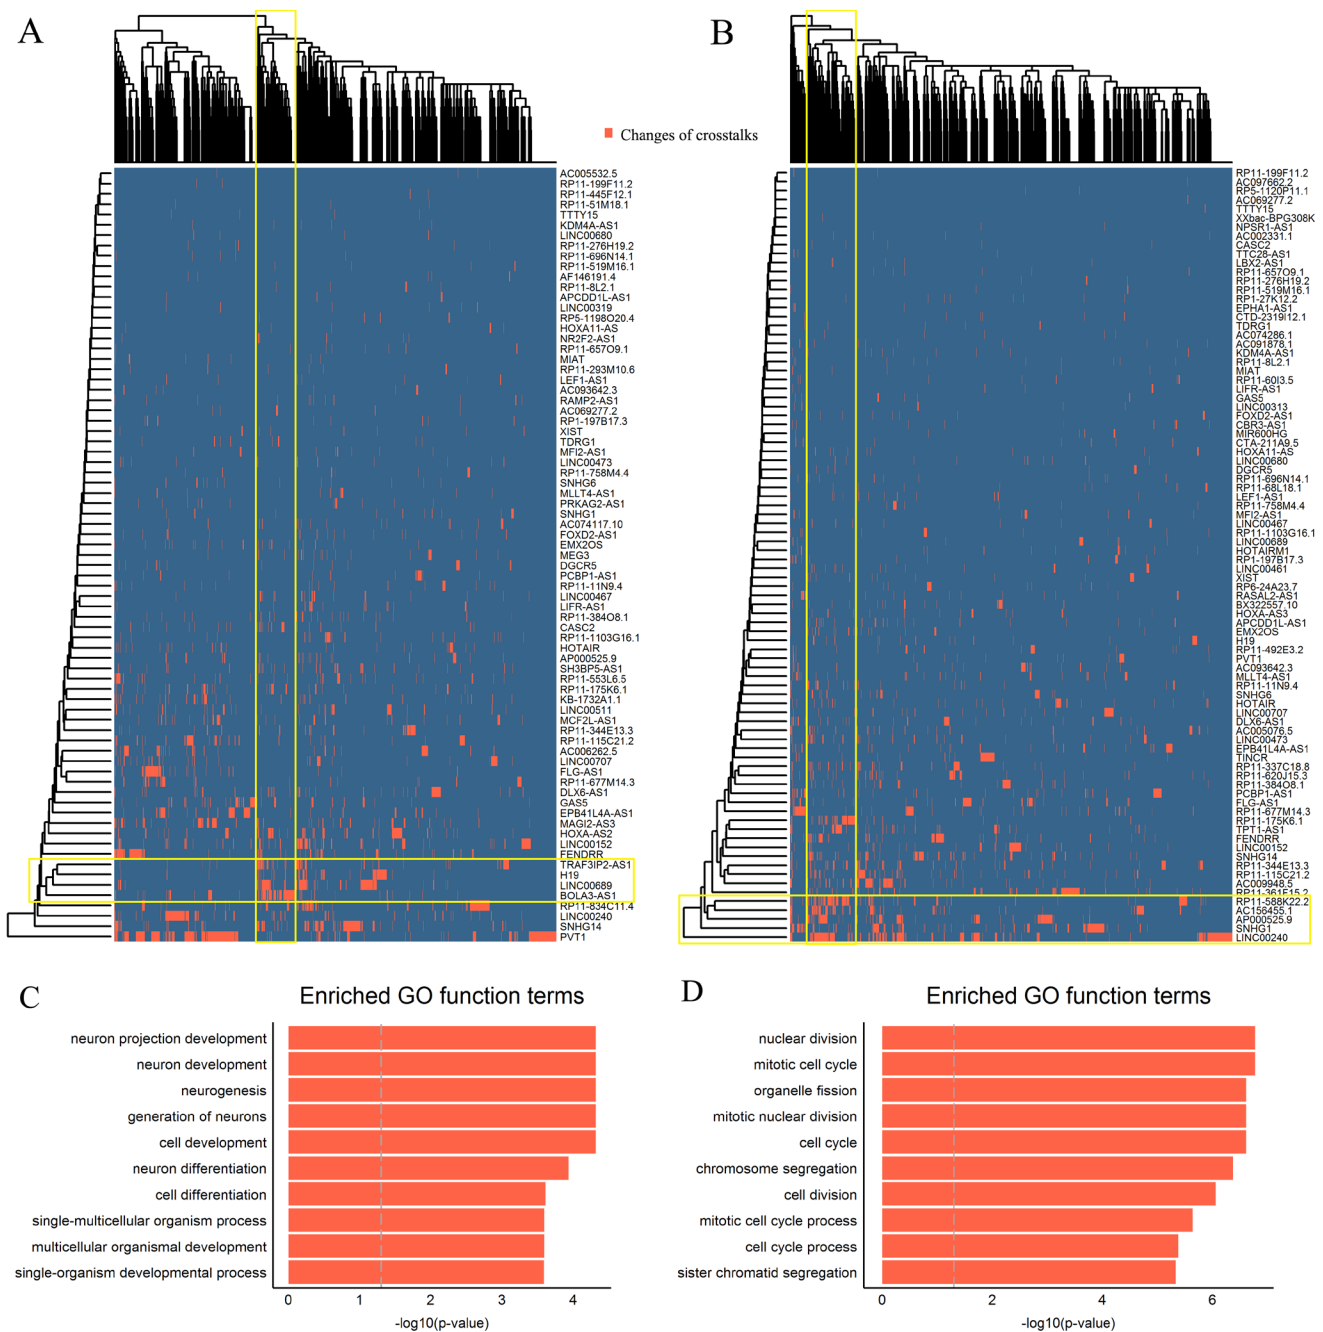 A
B
Changes of crosstalks
AC005532.5
RP11-199F11.2
RP11-445F12.1
RP11-51M18.1
TTTY15
KDM4A-AS1
LINC00680
RP11-276H19.2
RP11-696N14.1
RP11-519M16.1
AF146191.4
RP11-8L2.1
APCDD1L-AS1
LINC00319
RP5-1198O20.4
HOXA11-AS
NR2F2-AS1
RP11-657O9.1
MIAT
RP11-293M10.6
LEF1-AS1
AC093642.3
RAMP2-AS1
AC069277.2
RP1-197B17.3
XIST
TDRG1
MFI2-AS1
LINC00473
RP11-758M4.4
SNHG6
MLLT4-AS1
PRKAG2-AS1
SNHG1
AC074117.10
FOXD2-AS1
EMX2OS
MEG3
DGCR5
PCBP1-AS1
RP11-11N9.4
LINC00467
LIFR-AS1
RP11-384O8.1
CASC2
RP11-1103G16.1
HOTAIR
AP000525.9
SH3BP5-AS1
RP11-553L6.5
RP11-175K6.1
KB-1732A1.1
LINC00511
MCF2L-AS1
RP11-344E13.3
RP11-115C21.2
AC006262.5
LINC00707
FLG-AS1
RP11-677M14.3
DLX6-AS1
GAS5
EPB41L4A-AS1
MAGI2-AS3
HOXA-AS2
LINC00152
FENDRR
TRAF3IP2-AS1
H19
LINC00689
BOLA3-AS1
RP11-834C11.4
LINC00240
SNHG14
PVT1
RP11-199F11.2
AC097662.2
RP5-1120P11.1
AC069277.2
TTTY15
XXbac-BPG308K
NPSR1-AS1
AC002331.1
CASC2
TTC28-AS1
LBX2-AS1
RP11-657O9.1
RP11-276H19.2
RP11-519M16.1
RP1-27K12.2
EPHA1-AS1
CTD-2319I12.1
TDRG1
AC074286.1
AC091878.1
KDM4A-AS1
RP11-8L2.1
MIAT
RP11-60I3.5
LIFR-AS1
GAS5
LINC00313
FOXD2-AS1
CBR3-AS1
MIR600HG
CTA-211A9.5
HOXA11-AS
LINC00680
DGCR5
RP11-696N14.1
RP11-68L18.1
LEF1-AS1
RP11-758M4.4
MFI2-AS1
LINC00467
RP11-1103G16.1
LINC00689
HOTAIRM1
RP1-197B17.3
LINC00461
XIST
RP6-24A23.7
RASAL2-AS1
BX322557.10
HOXA-AS3
APCDD1L-AS1
EMX2OS
H19
RP11-492E3.2
PVT1
AC093642.3
MLLT4-AS1
RP11-11N9.4
SNHG6
HOTAIR
LINC00707
DLX6-AS1
AC005076.5
LINC00473
EPB41L4A-AS1
TINCR
RP11-337C18.8
RP11-620J15.3
RP11-384O8.1
PCBP1-AS1
FLG-AS1
RP11-677M14.3
RP11-175K6.1
TPT1-AS1
FENDRR
LINC00152
SNHG14
RP11-344E13.3
RP11-115C21.2
AC009948.5
RP11-361F15.2
RP11-588K22.2
AC156455.1
AP000525.9
SNHG1
LINC00240
C
Enriched GO function terms
neuron projection development
neuron development
neurogenesis
generation of neurons
cell development
neuron differentiation
cell differentiation
single-multicellular organism process
multicellular organismal development
single-organism developmental process
0 1 2 3 4
-log10(p-value)
D
Enriched GO function terms
nuclear division
mitotic cell cycle
organelle fission
mitotic nuclear division
cell cycle
chromosome segregation
cell division
mitotic cell cycle process
cell cycle process
sister chromatid segregation
0 2 4 6
-log10(p-value)